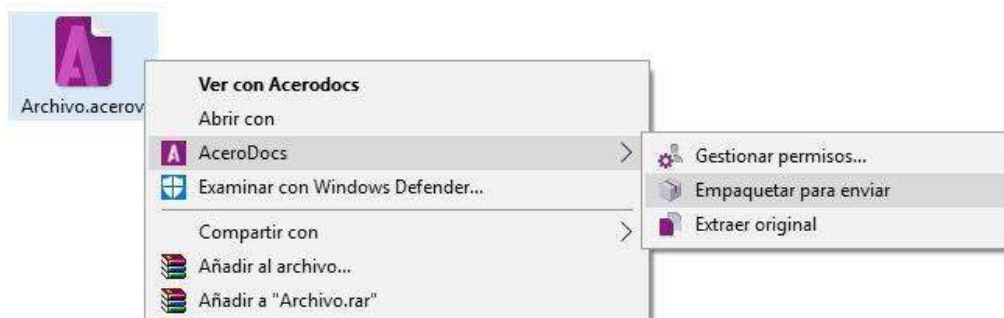 Archivo.acerov
Ver con Acerodocs
Abrir con
AceroDocs
Examinar con Windows Defender...
Compartir con
Añadir al archivo...
Añadir a "Archivo.rar"
Gestionar permisos...
Empaquetar para enviar
Extraer original